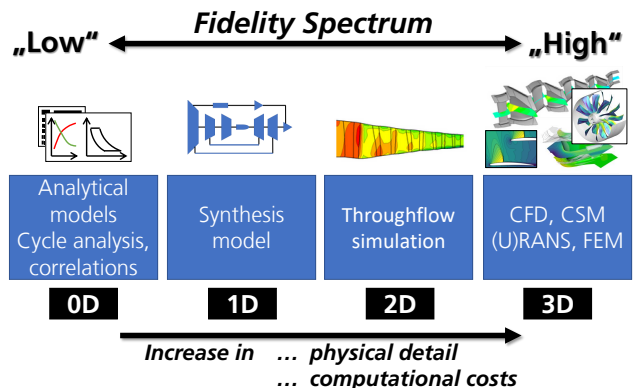 Fidelity Spectrum
„Low“
„High“
Analytical
models
Cycle analysis,
correlations
Synthesis
model
Throughflow
simulation
CFD, CSM
(U)RANS, FEM
0D
1D
2D
3D
Increase in ... physical detail
... computational costs